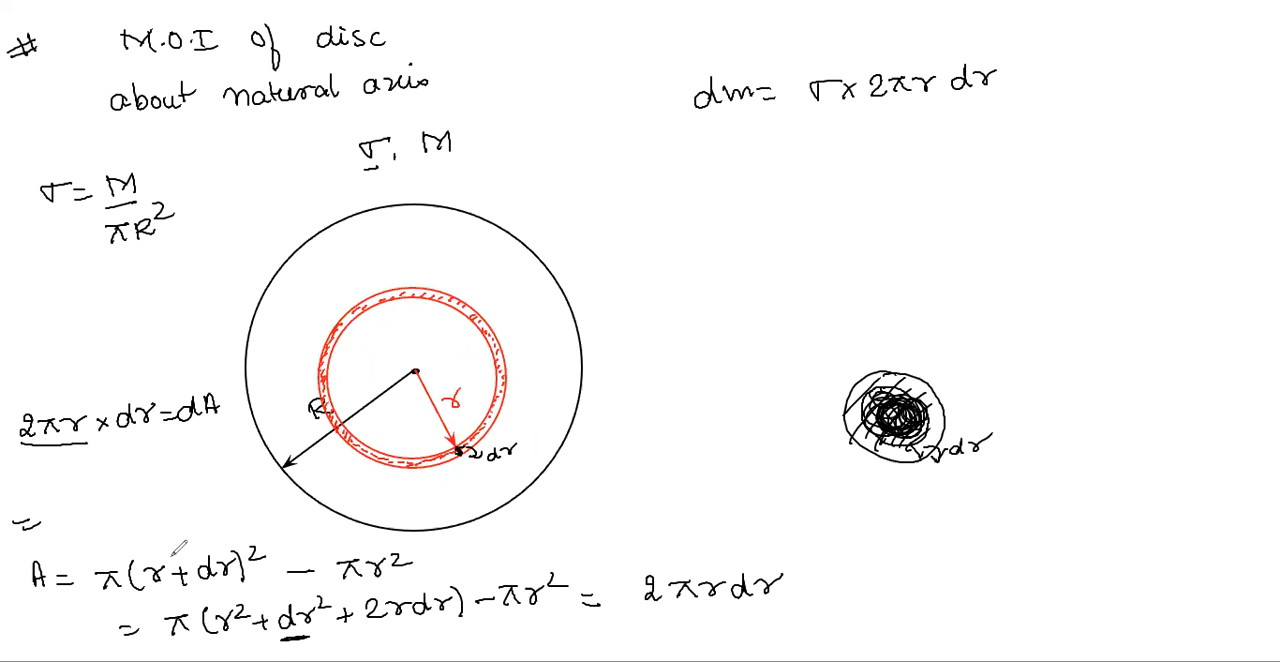 # M.O.I of disc
about natural axis
dm= σ× 2πr dr
σ, M
σ= M/πR²
R
r
dr
2πr × dr=dA
dr
=
A= π(r+dr)² − πr²
= π(r²+dr²+2rdr)−πr² = 2πrdr